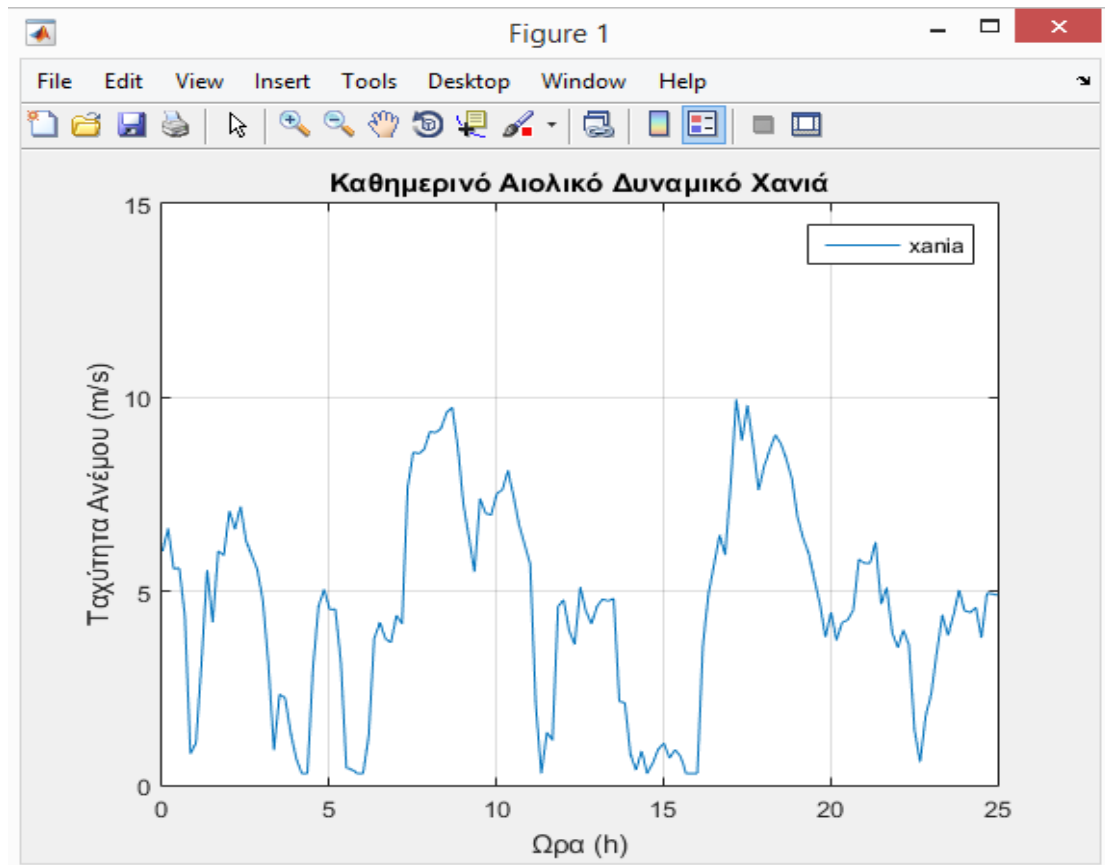 Figure 1
File Edit View Insert Tools Desktop Window Help
Καθημερινό Αιολικό Δυναμικό Χανιά
xania
Ταχύτητα Ανέμου (m/s)
15
10
5
0
0 5 10 15 20 25
Ωρα (h)